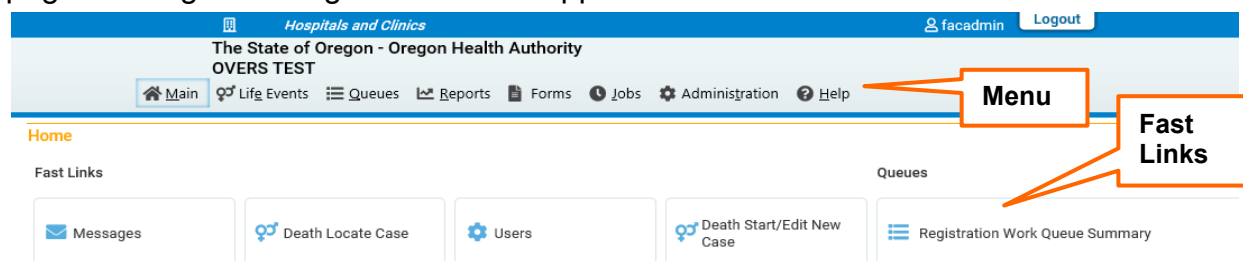 Hospitals and Clinics facadmin Logout
The State of Oregon - Oregon Health Authority
OVERS TEST
Main Life Events Queues Reports Forms Jobs Administration Help
Menu
Fast
Links
Home
Fast Links Queues
Messages
Death Locate Case
Users
Death Start/Edit New
Case
Registration Work Queue Summary